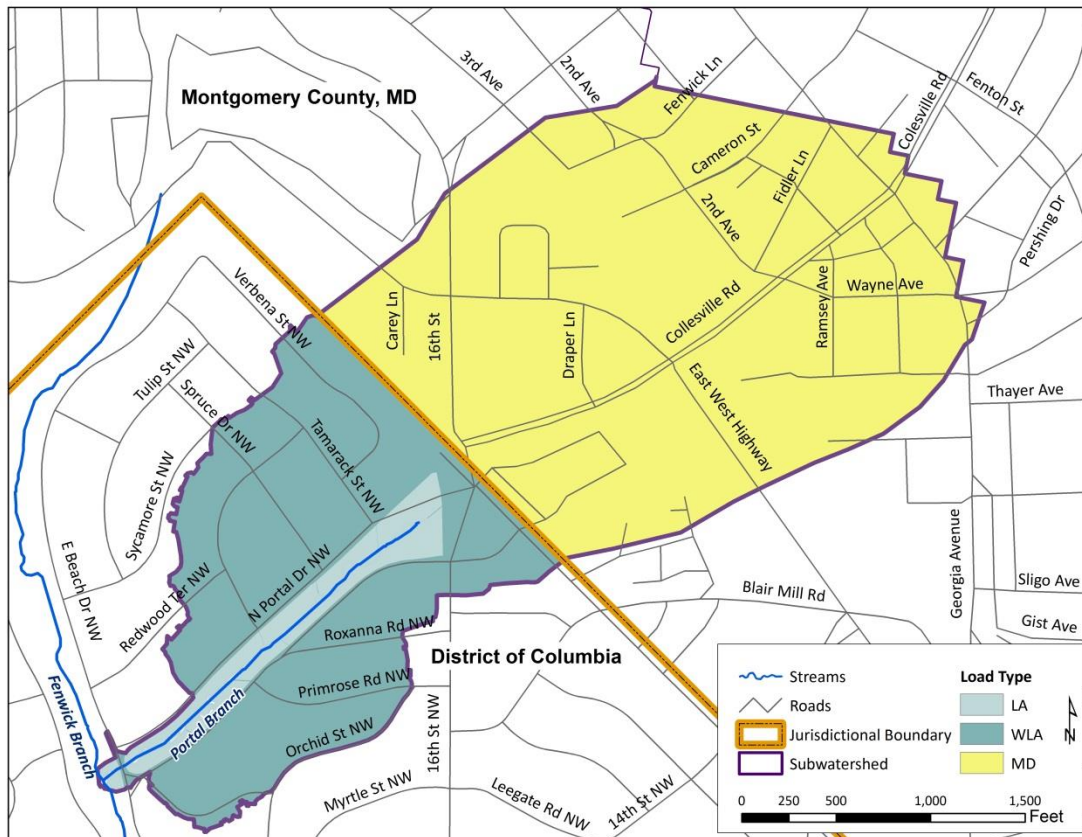 3rd Ave
2nd Ave
Fenwick Ln
Colesville Rd
Fenton St
Montgomery County, MD
Cameron St
Fidler Ln
2nd Ave
Pershing Dr
Verbena St NW
Carey Ln
16th St
Draper Ln
Collesville Rd
Ramsey Ave
Wayne Ave
Tulip St NW
Spruce Dr NW
Tamarack St NW
East West Highway
Thayer Ave
Sycamore St NW
E Beach Dr NW
Redwood Ter NW
N Portal Dr NW
Georgia Avenue
Blair Mill Rd
Sligo Ave
Gist Ave
Roxanna Rd NW
District of Columbia
Primrose Rd NW
Fenwick Branch
Portal Branch
Orchid St NW
16th St NW
Myrtle St NW
Leegate Rd NW
14th St NW
Streams
Roads
Jurisdictional Boundary
Subwatershed
Load Type
LA
WLA
MD
N
0 250 500 1,000 1,500
Feet